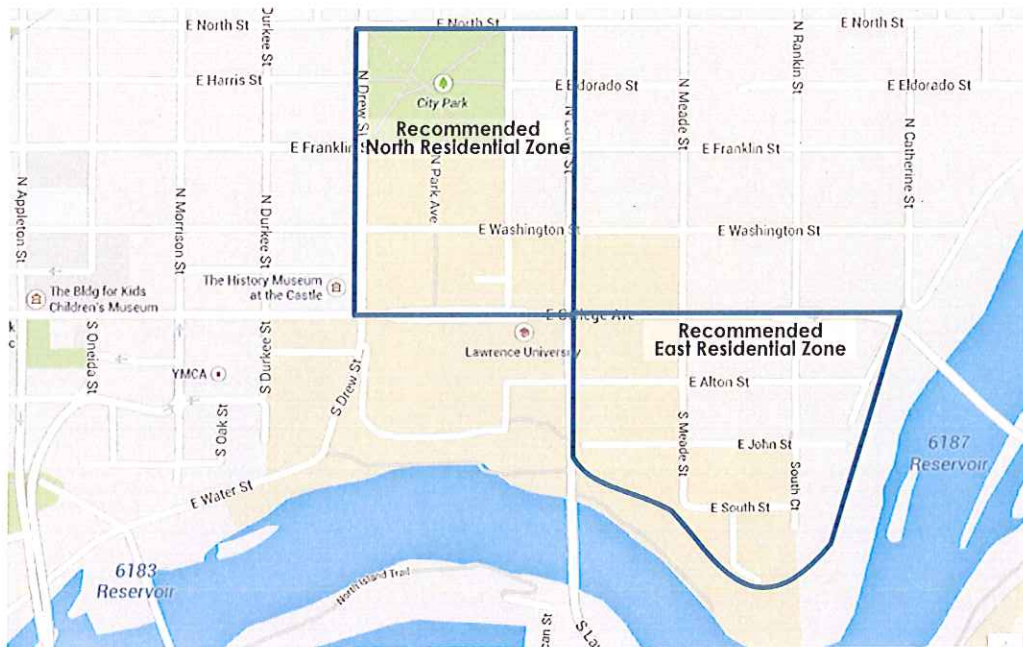 E North St
E North St
E North St
Durkee St
N Rankin St
E Harris St
N Drew St
City Park
E Eldorado St
E Eldorado St
N Meade St
N Catherine St
Recommended
North Residential Zone
E Franklin
St
E Franklin St
N Park Ave
N Appleton St
N Morrison St
N Durkee St
E Washington St
E Washington St
The History Museum
at the Castle
The Bldg for Kids
Children's Museum
E College Ave
Recommended
East Residential Zone
Lawrence University
S Oneida St
S Durkee St
YMCA
S Drew St
E Alton St
S Oak St
S Meade St
E John St
6187
Reservoir
South Ct
E Water St
E South St
6183
Reservoir
North Island Trail
can St
S La